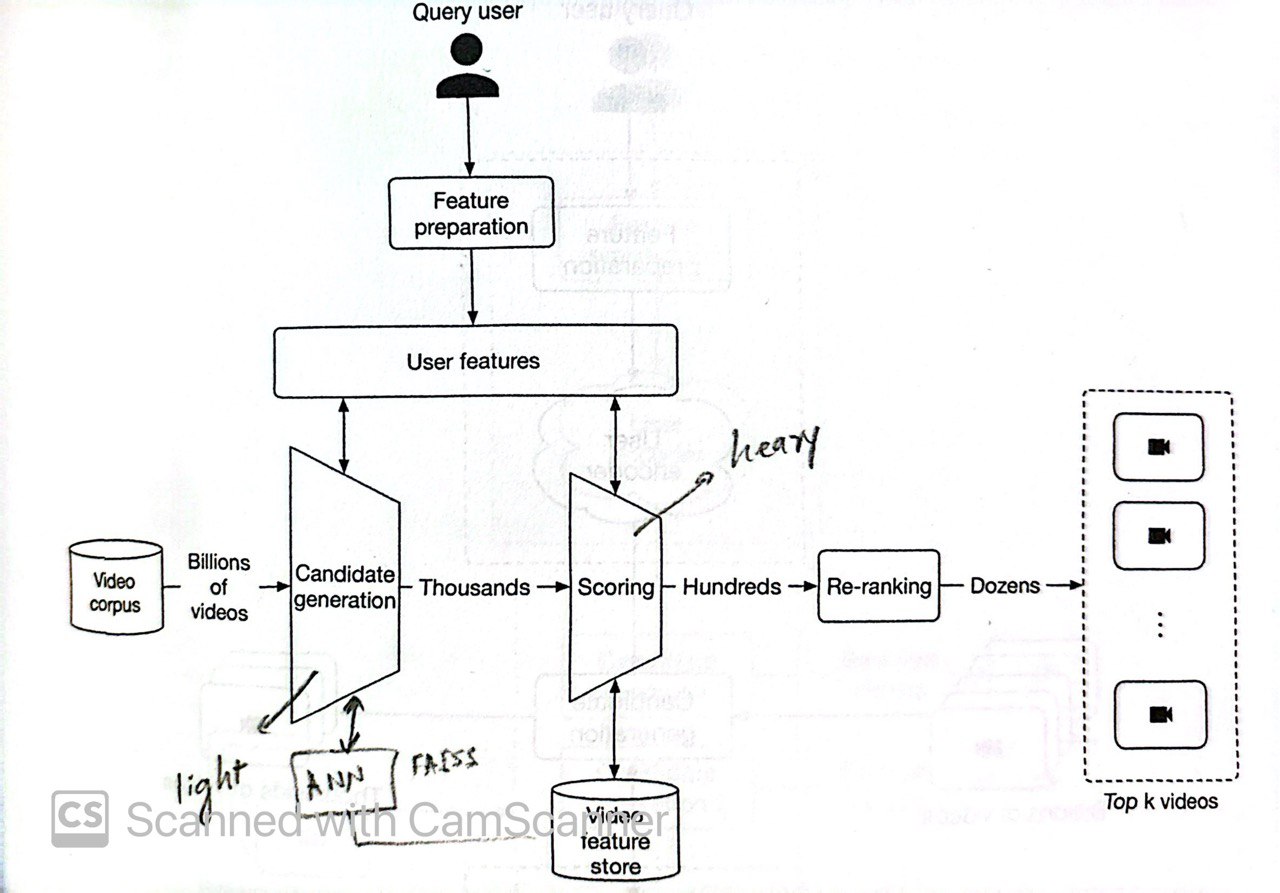 Query user
Feature
preparation
User features
heavy
Video
corpus
Billions
of
videos
Candidate
generation
Thousands
Scoring
Hundreds
Re-ranking
Dozens
Top k videos
light
ANN
FAISS
Video
feature
store
CS Scanned with CamScanner